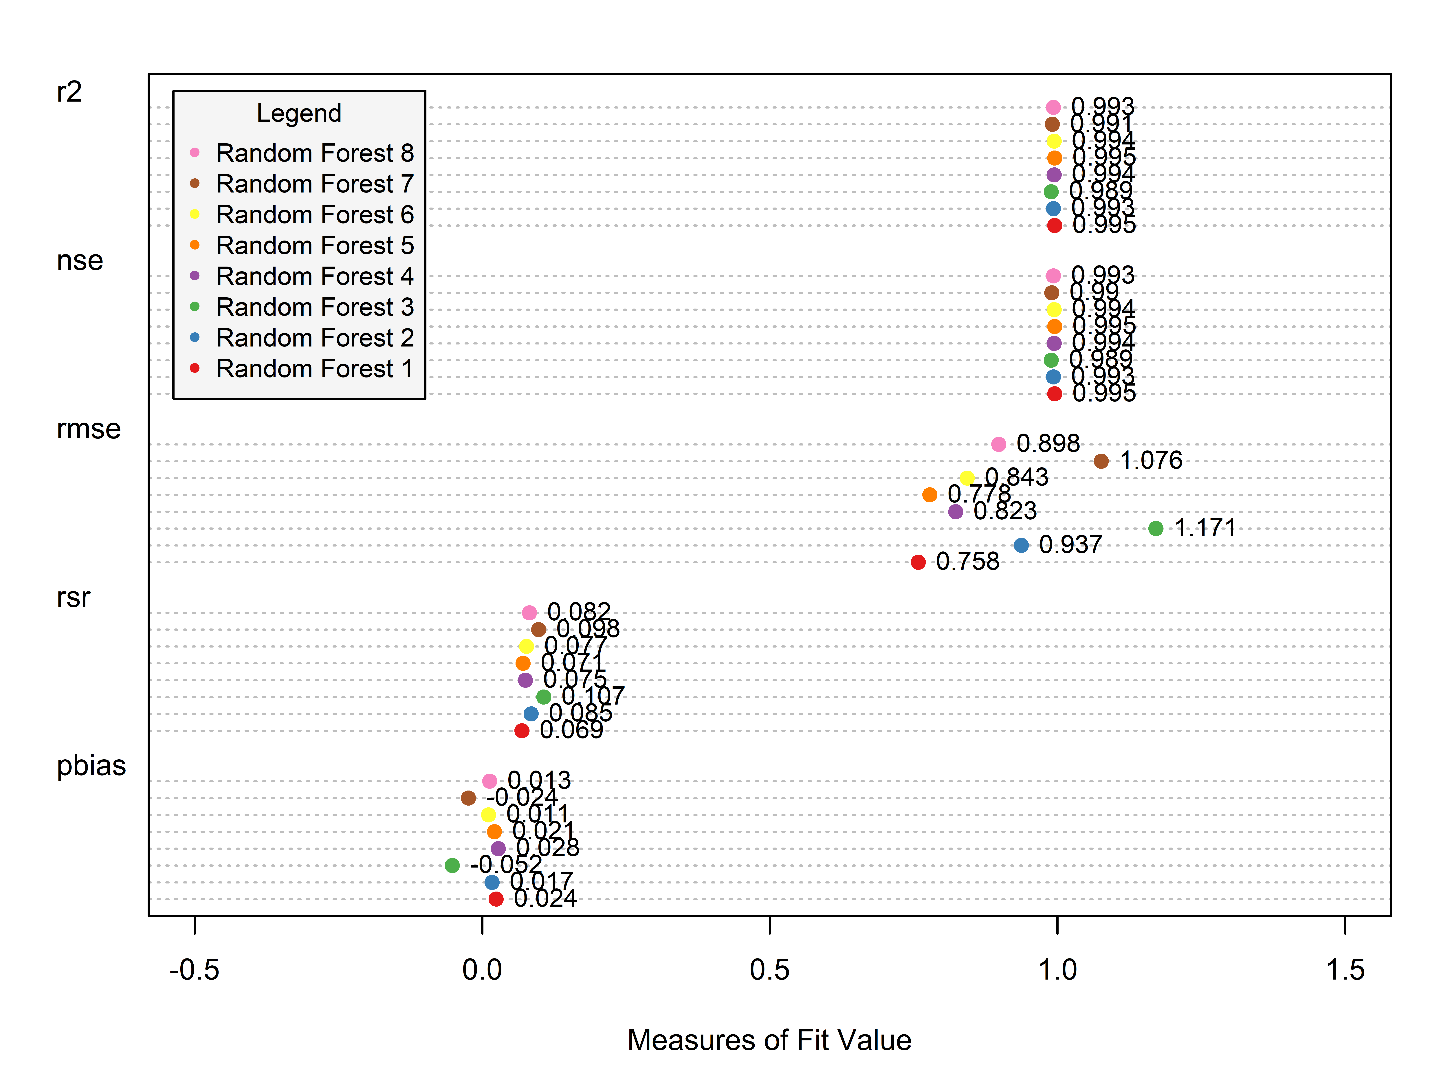 r2
Legend
Random Forest 8
Random Forest 7
Random Forest 6
Random Forest 5
Random Forest 4
Random Forest 3
Random Forest 2
Random Forest 1
0.993
0.991
0.994
0.995
0.994
0.989
0.993
0.995
nse
0.993
0.99
0.994
0.995
0.994
0.989
0.993
0.995
rmse
0.898
1.076
0.843
0.778
0.823
1.171
0.937
0.758
rsr
0.082
0.098
0.077
0.071
0.075
0.107
0.085
0.069
pbias
0.013
-0.024
0.011
0.021
0.028
-0.052
0.017
0.024
-0.5 0.0 0.5 1.0 1.5
Measures of Fit Value